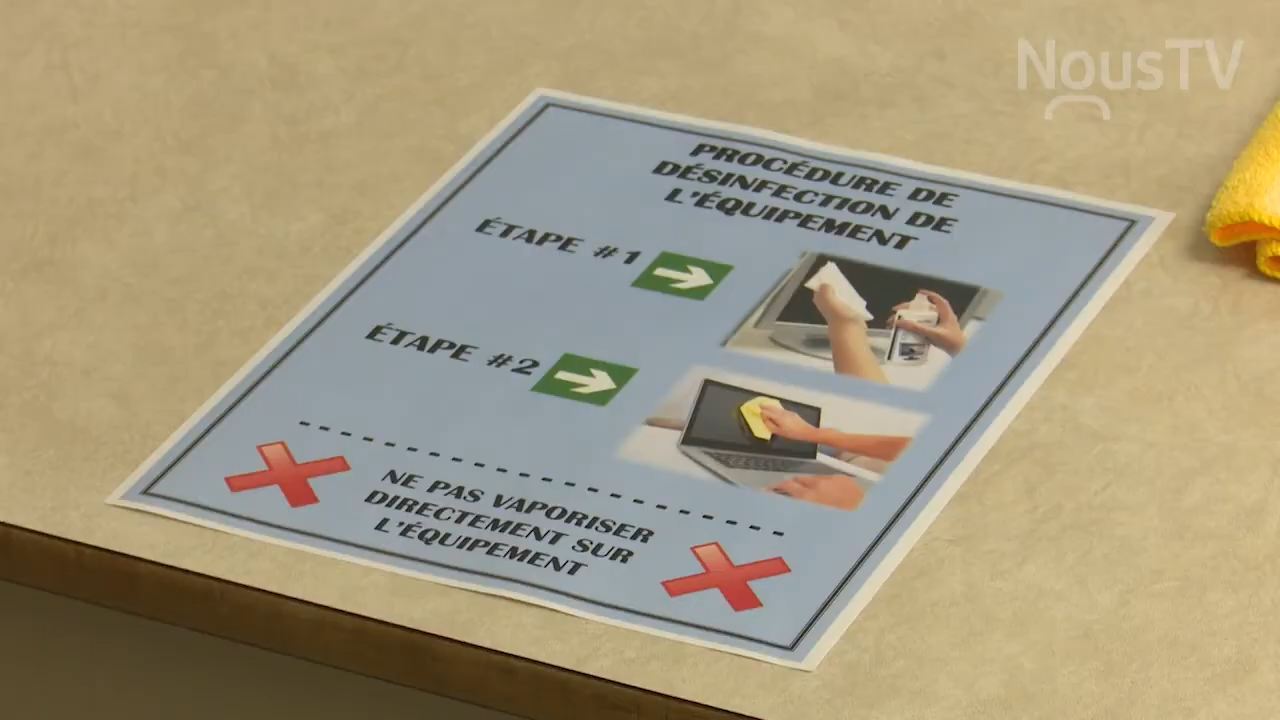 NousTV
PROCÉDURE DE
DÉSINFECTION DE
L'ÉQUIPEMENT
ÉTAPE #1
ÉTAPE #2
NE PAS VAPORISER
DIRECTEMENT SUR
L'ÉQUIPEMENT